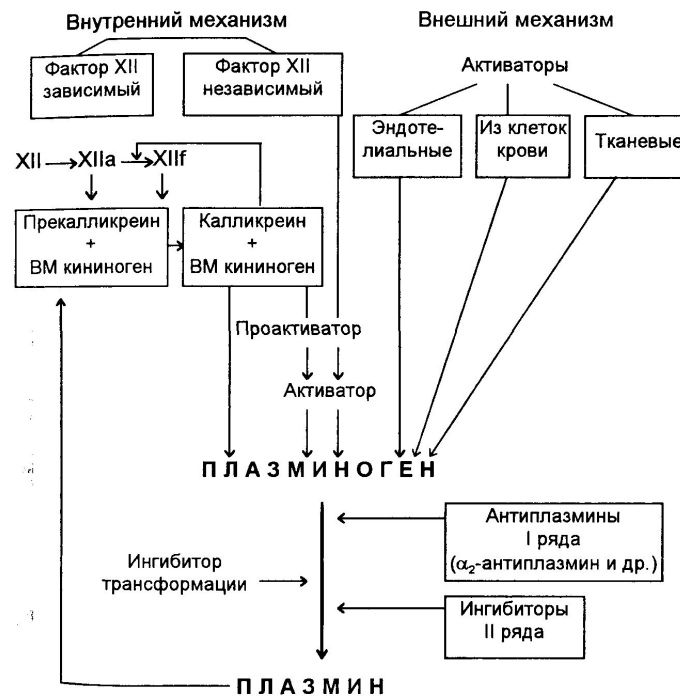 Внутренний механизм
Внешний механизм
Фактор XII
зависимый
Фактор XII
независимый
Активаторы
Эндоте-
лиальные
Из клеток
крови
Тканевые
XII XIIa XIIf
Прекалликреин
+
ВМ кининоген
Калликреин
+
ВМ кининоген
Проактиватор
Активатор
ПЛАЗМИНОГЕН
Антиплазмины
I ряда
(α₂-антиплазмин и др.)
Ингибитор
трансформации
Ингибиторы
II ряда
ПЛАЗМИН